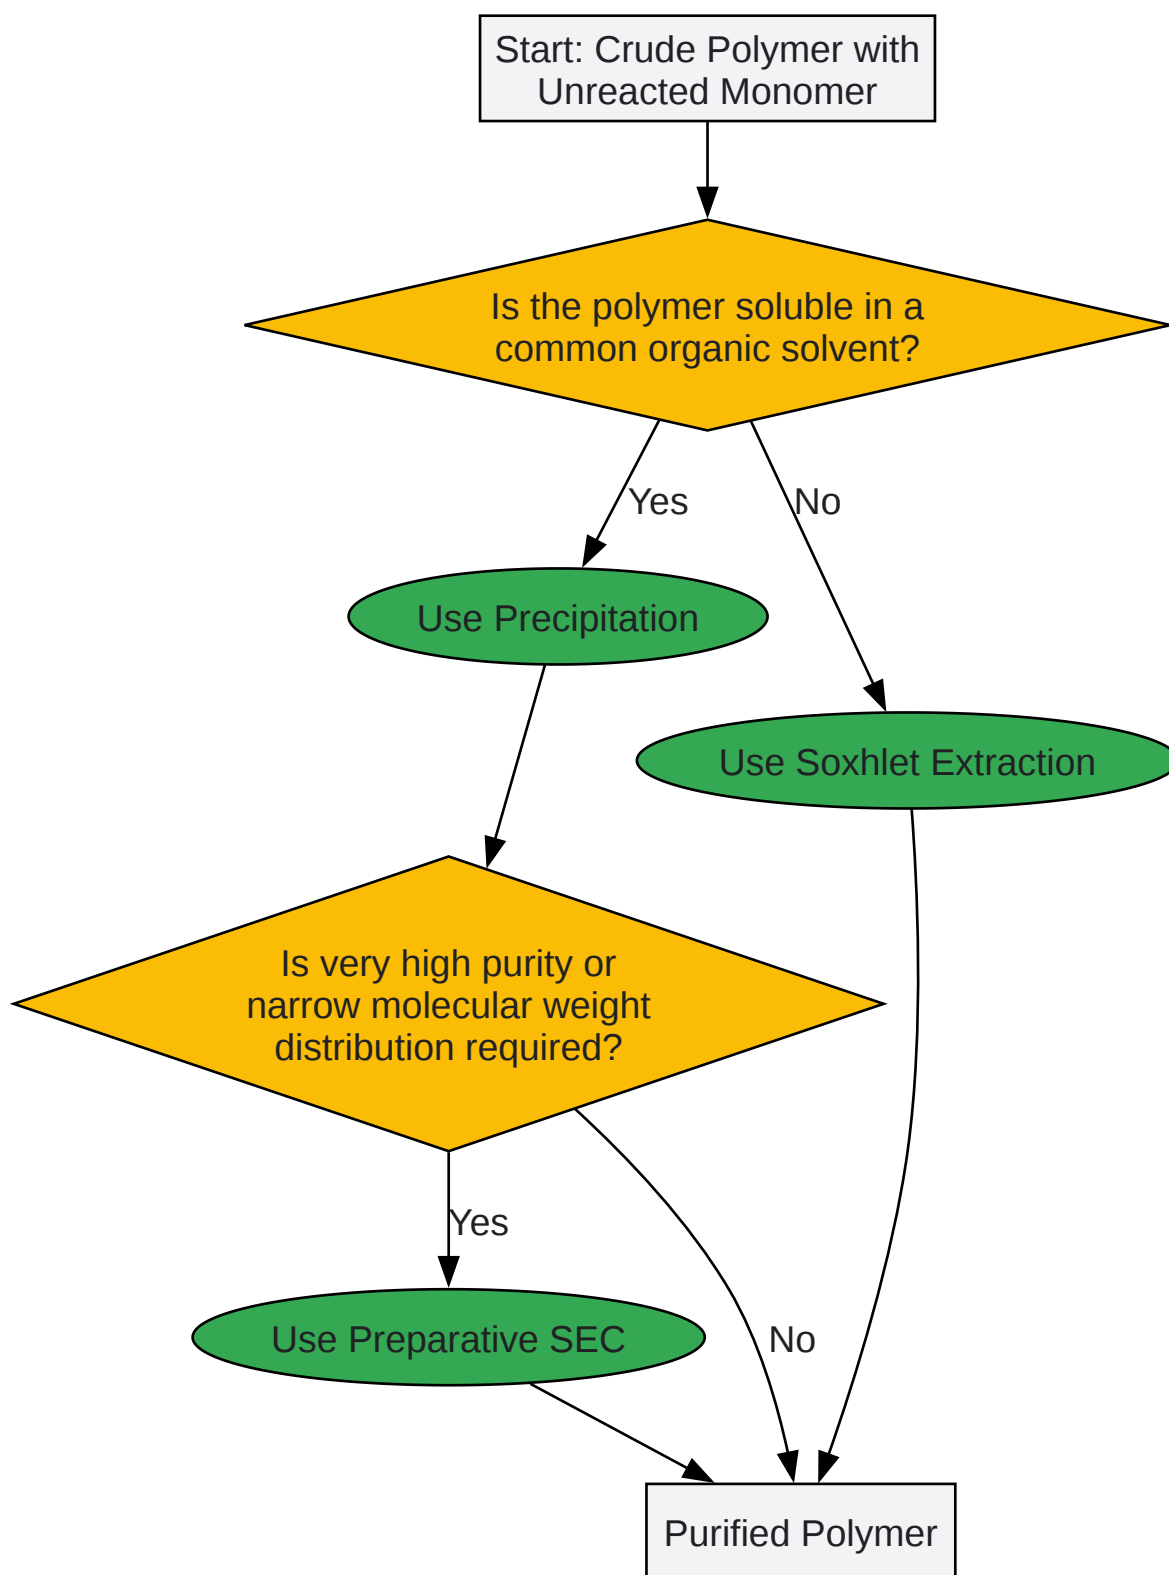 Start: Crude Polymer with
Unreacted Monomer
Is the polymer soluble in a
common organic solvent?
Yes
No
Use Precipitation
Use Soxhlet Extraction
Is very high purity or
narrow molecular weight
distribution required?
Yes
Use Preparative SEC
No
Purified Polymer